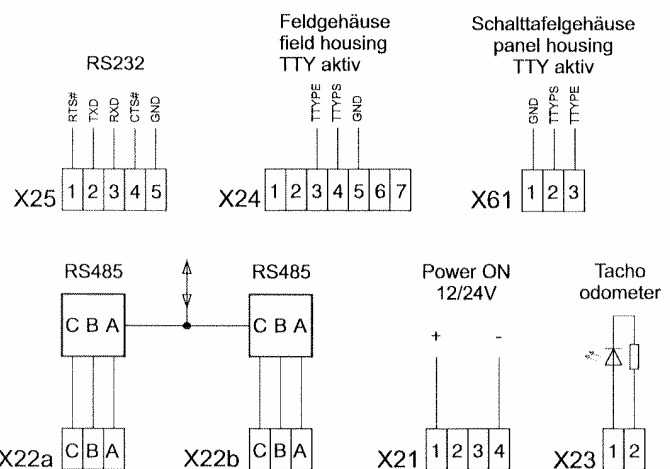 Feldgehäuse
field housing
TTY aktiv
Schalttafelgehäuse
panel housing
TTY aktiv
RS232
RTS#
TXD
RXD
CTS#
GND
TTYPE
TTYPS
GND
GND
TTYPS
TTYPE
X25 1 2 3 4 5
X24 1 2 3 4 5 6 7
X61 1 2 3
RS485
RS485
Power ON
12/24V
Tacho
odometer
C B A
C B A
+ -
X22a C B A
X22b C B A
X21 1 2 3 4
X23 1 2